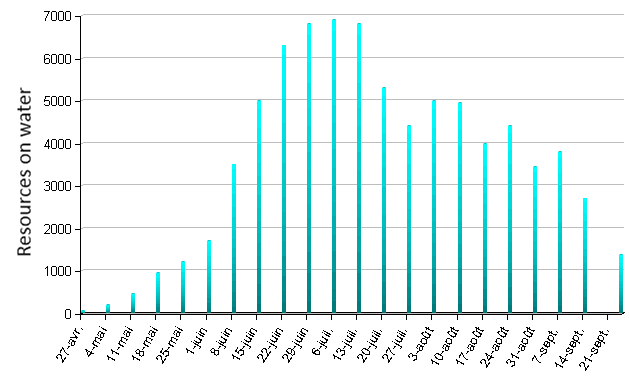 Resources on water
7000
6000
5000
4000
3000
2000
1000
0
27-avr.
4-mai
11-mai
18-mai
25-mai
1-juin
8-juin
15-juin
22-juin
29-juin
6-juil.
13-juil.
20-juil.
27-juil.
3-août
10-août
17-août
24-août
31-août
7-sept.
14-sept.
21-sept.